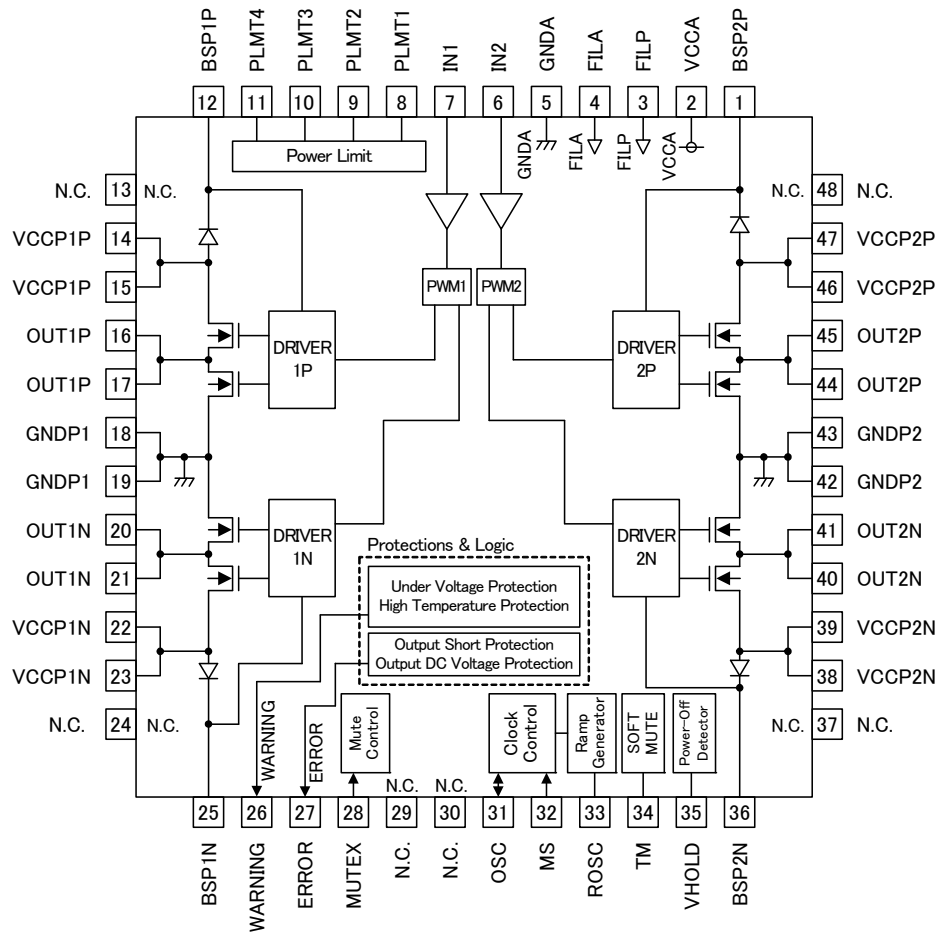 BSP1P
PLMT4
PLMT3
PLMT2
PLMT1
IN1
IN2
GNDA
FILA
FILP
VCCA
BSP2P
12
11
10
9
8
7
6
5
4
3
2
1
Power Limit
GNDA
FILA
FILP
VCCA
N.C.
13
N.C.
N.C.
48
N.C.
VCCP1P
14
47
VCCP2P
VCCP1P
15
46
VCCP2P
PWM1
PWM2
OUT1P
16
45
OUT2P
DRIVER
1P
DRIVER
2P
OUT1P
17
44
OUT2P
GNDP1
18
43
GNDP2
GNDP1
19
42
GNDP2
OUT1N
20
41
OUT2N
DRIVER
1N
DRIVER
2N
Protections & Logic
OUT1N
21
40
OUT2N
Under Voltage Protection
High Temperature Protection
VCCP1N
22
39
VCCP2N
Output Short Protection
Output DC Voltage Protection
VCCP1N
23
38
VCCP2N
N.C.
24
N.C.
N.C.
37
N.C.
WARNING
ERROR
Mute
Control
Clock
Control
Ramp
Generator
SOFT
MUTE
Power-Off
Detector
N.C.
N.C.
25
26
27
28
29
30
31
32
33
34
35
36
BSP1N
WARNING
ERROR
MUTEX
N.C.
N.C.
OSC
MS
ROSC
TM
VHOLD
BSP2N